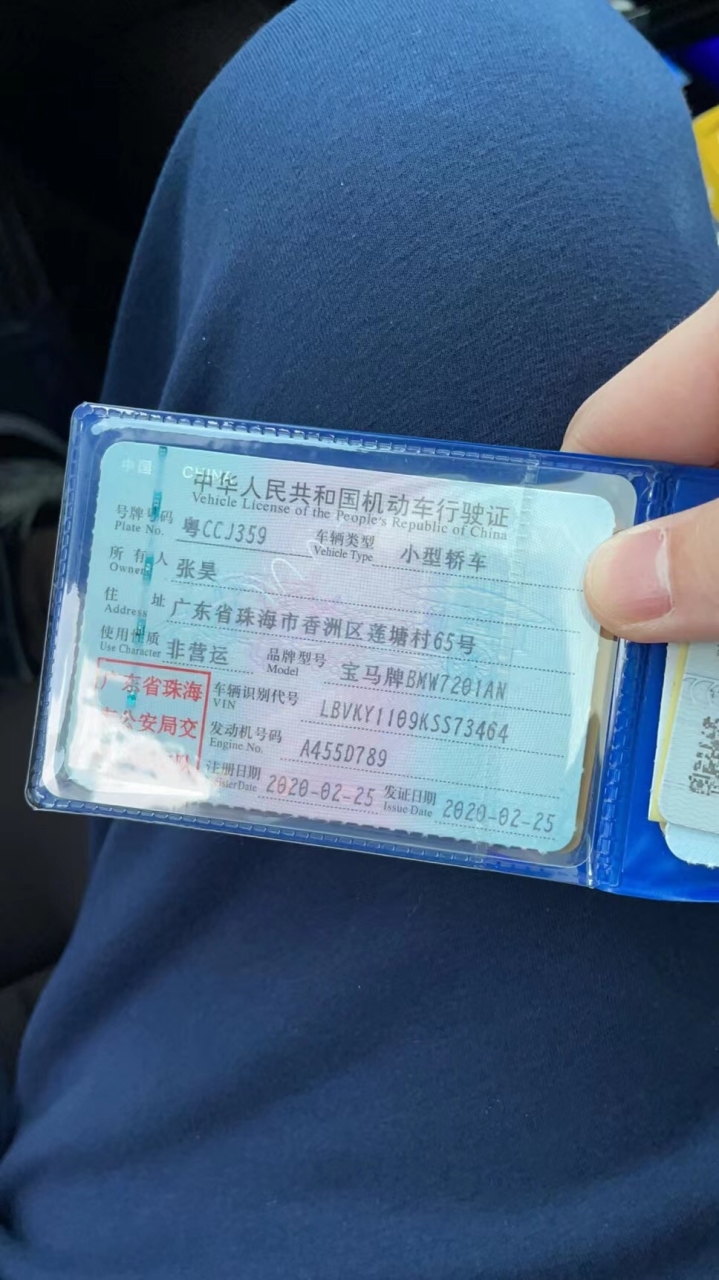 中国 CHINA
中华人民共和国机动车行驶证
Vehicle License of the People's Republic of China
号牌号码 粤CCJ359 车辆类型 小型轿车
Plate No. Vehicle Type
所有人 张昊
Owner
住址 广东省珠海市香洲区莲塘村65号
Address
使用性质 非营运 品牌型号 宝马牌BMW7201AN
Use Character Model
车辆识别代号 LBVKY1109KSS73464
VIN
发动机号码 A455D789
Engine No.
注册日期 2020-02-25 发证日期 2020-02-25
Issue Date
广东省珠海
公安局交